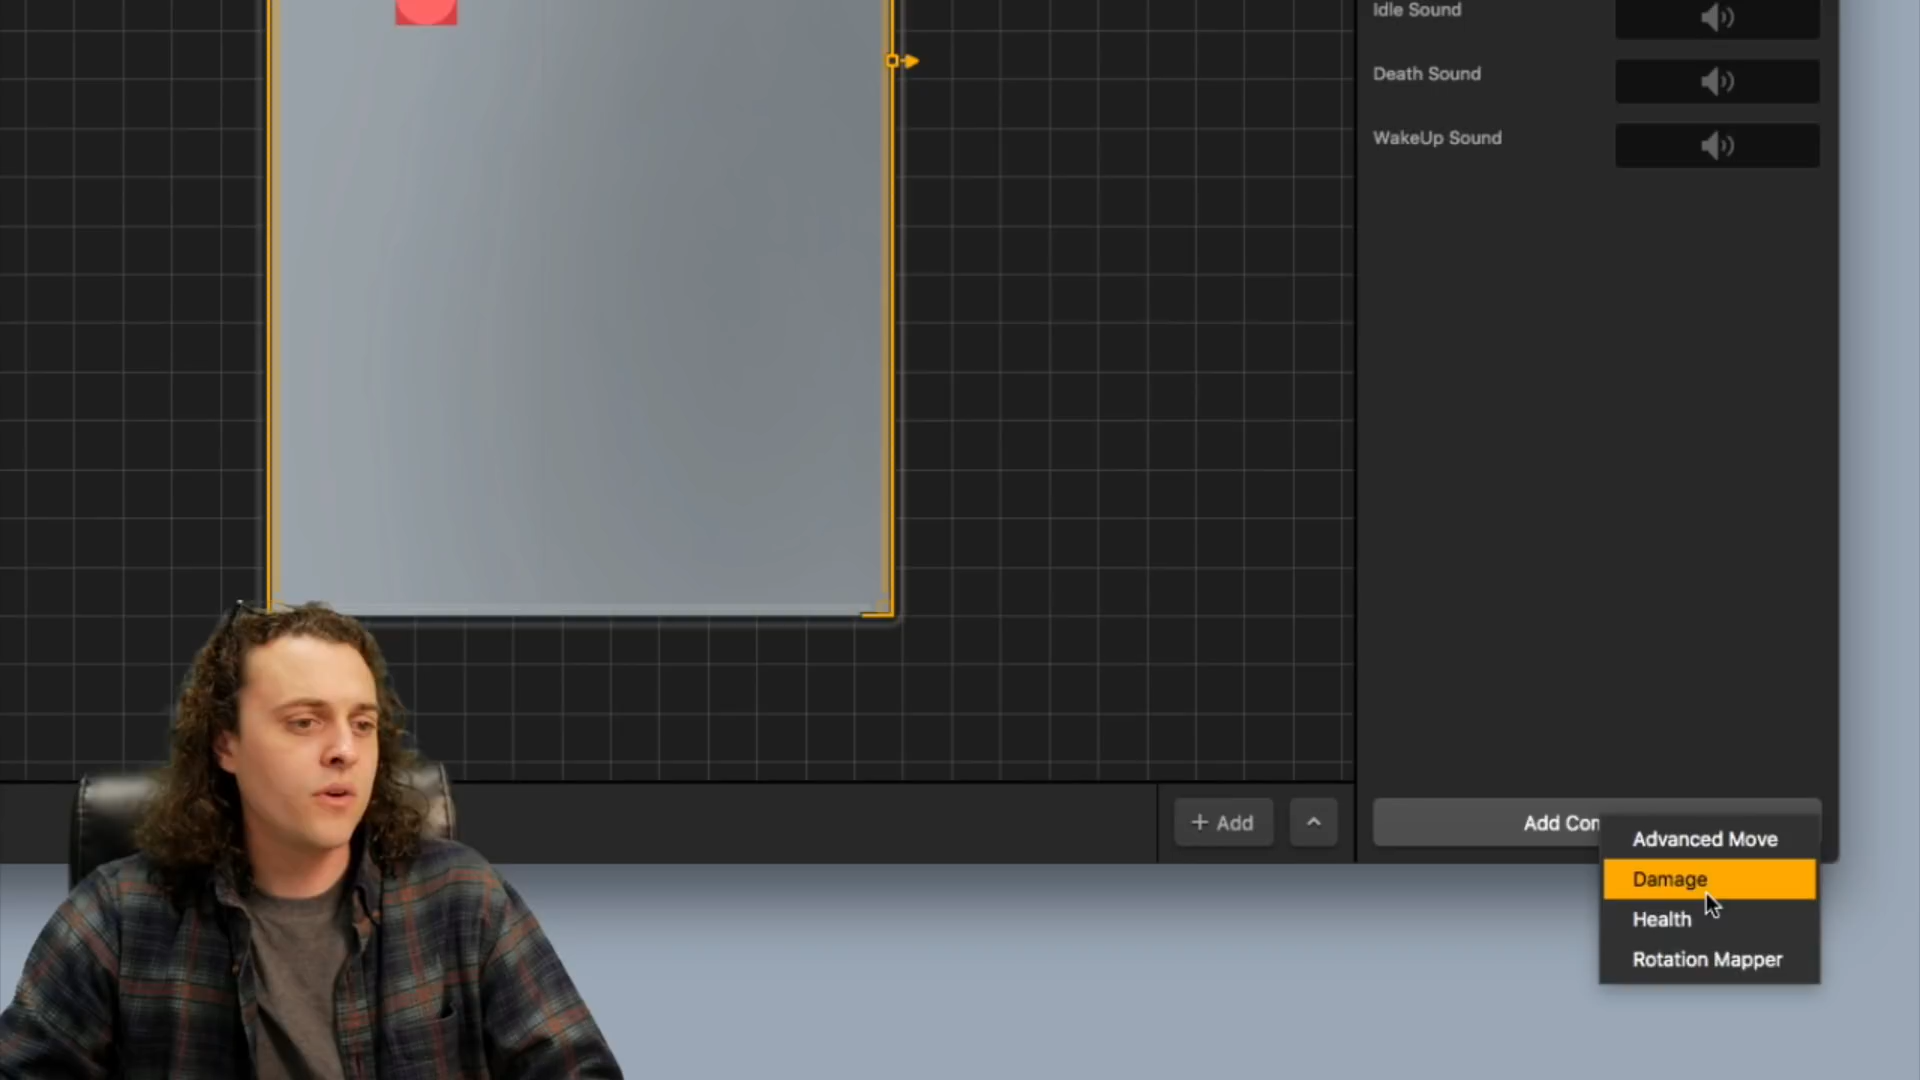 Idle Sound
Death Sound
WakeUp Sound
+ Add
Add Con
Advanced Move
Damage
Health
Rotation Mapper